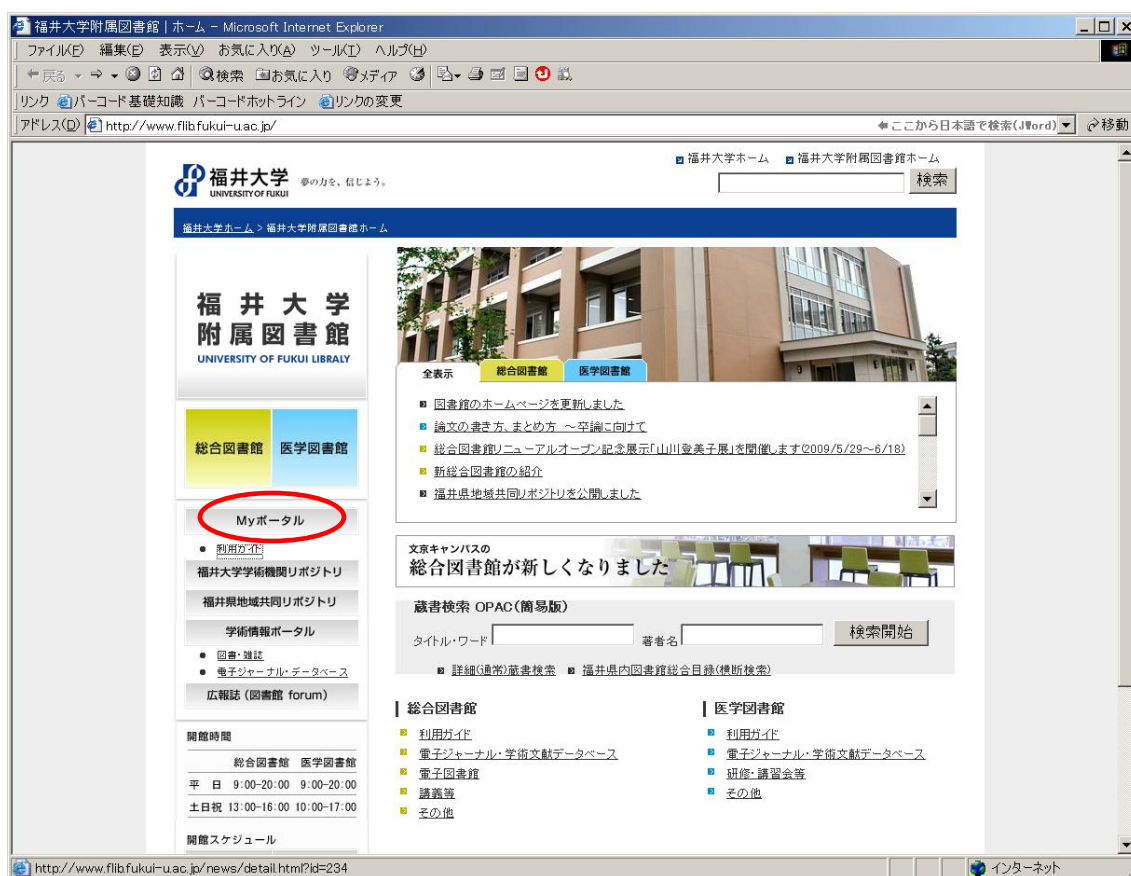 福井大学附属図書館 | ホーム - Microsoft Internet Explorer
ファイル(F) 編集(E) 表示(V) お気に入り(A) ツール(T) ヘルプ(H)
戻る 検索 お気に入り メディア
リンク バーコード基礎知識 バーコードホットライン リンクの変更
アドレス(D) http://www.flib.fukui-u.ac.jp/ ここから日本語で検索(JWord) 移動
福井大学ホーム 福井大学附属図書館ホーム
福井大学 夢の力を、信じよう。
UNIVERSITY OF FUKUI
検索
福井大学ホーム > 福井大学附属図書館ホーム
福井大学
附属図書館
UNIVERSITY OF FUKUI LIBRALY
全表示 総合図書館 医学図書館
図書館のホームページを更新しました
論文の書き方、まとめ方 ～卒論に向けて
総合図書館リニューアルオープン記念展示「山川登美子展」を開催します(2009/5/29～6/18)
新総合図書館の紹介
福井県地域共同リポジトリを公開しました
総合図書館 医学図書館
Myポータル
利用ガイド
福井大学学術機関リポジトリ
福井県地域共同リポジトリ
学術情報ポータル
図書・雑誌
電子ジャーナル・データベース
広報誌 (図書館 forum)
文京キャンパスの
総合図書館が新しくなりました
蔵書検索 OPAC(簡易版)
タイトル・ワード 著者名 検索開始
詳細(通常)蔵書検索 福井県内図書館総合目録(横断検索)
開館時間
総合図書館 医学図書館
平 日 9:00-20:00 9:00-20:00
土日祝 13:00-16:00 10:00-17:00
開館スケジュール
総合図書館
利用ガイド
電子ジャーナル・学術文献データベース
電子図書館
講義等
その他
医学図書館
利用ガイド
電子ジャーナル・学術文献データベース
研修・講習会等
その他
http://www.flib.fukui-u.ac.jp/news/detail.html?id=234 インターネット